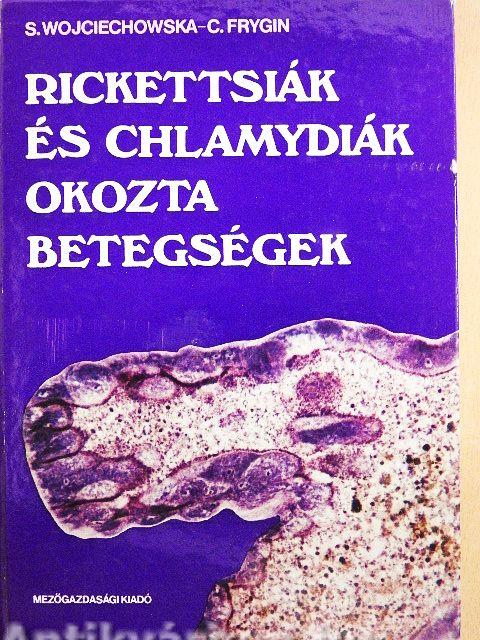 S. WOJCIECHOWSKA-C. FRYGIN
RICKETTSIÁK
ÉS CHLAMYDIÁK
OKOZTA
BETEGSÉGEK
MEZŐGAZDASÁGI KIADÓ